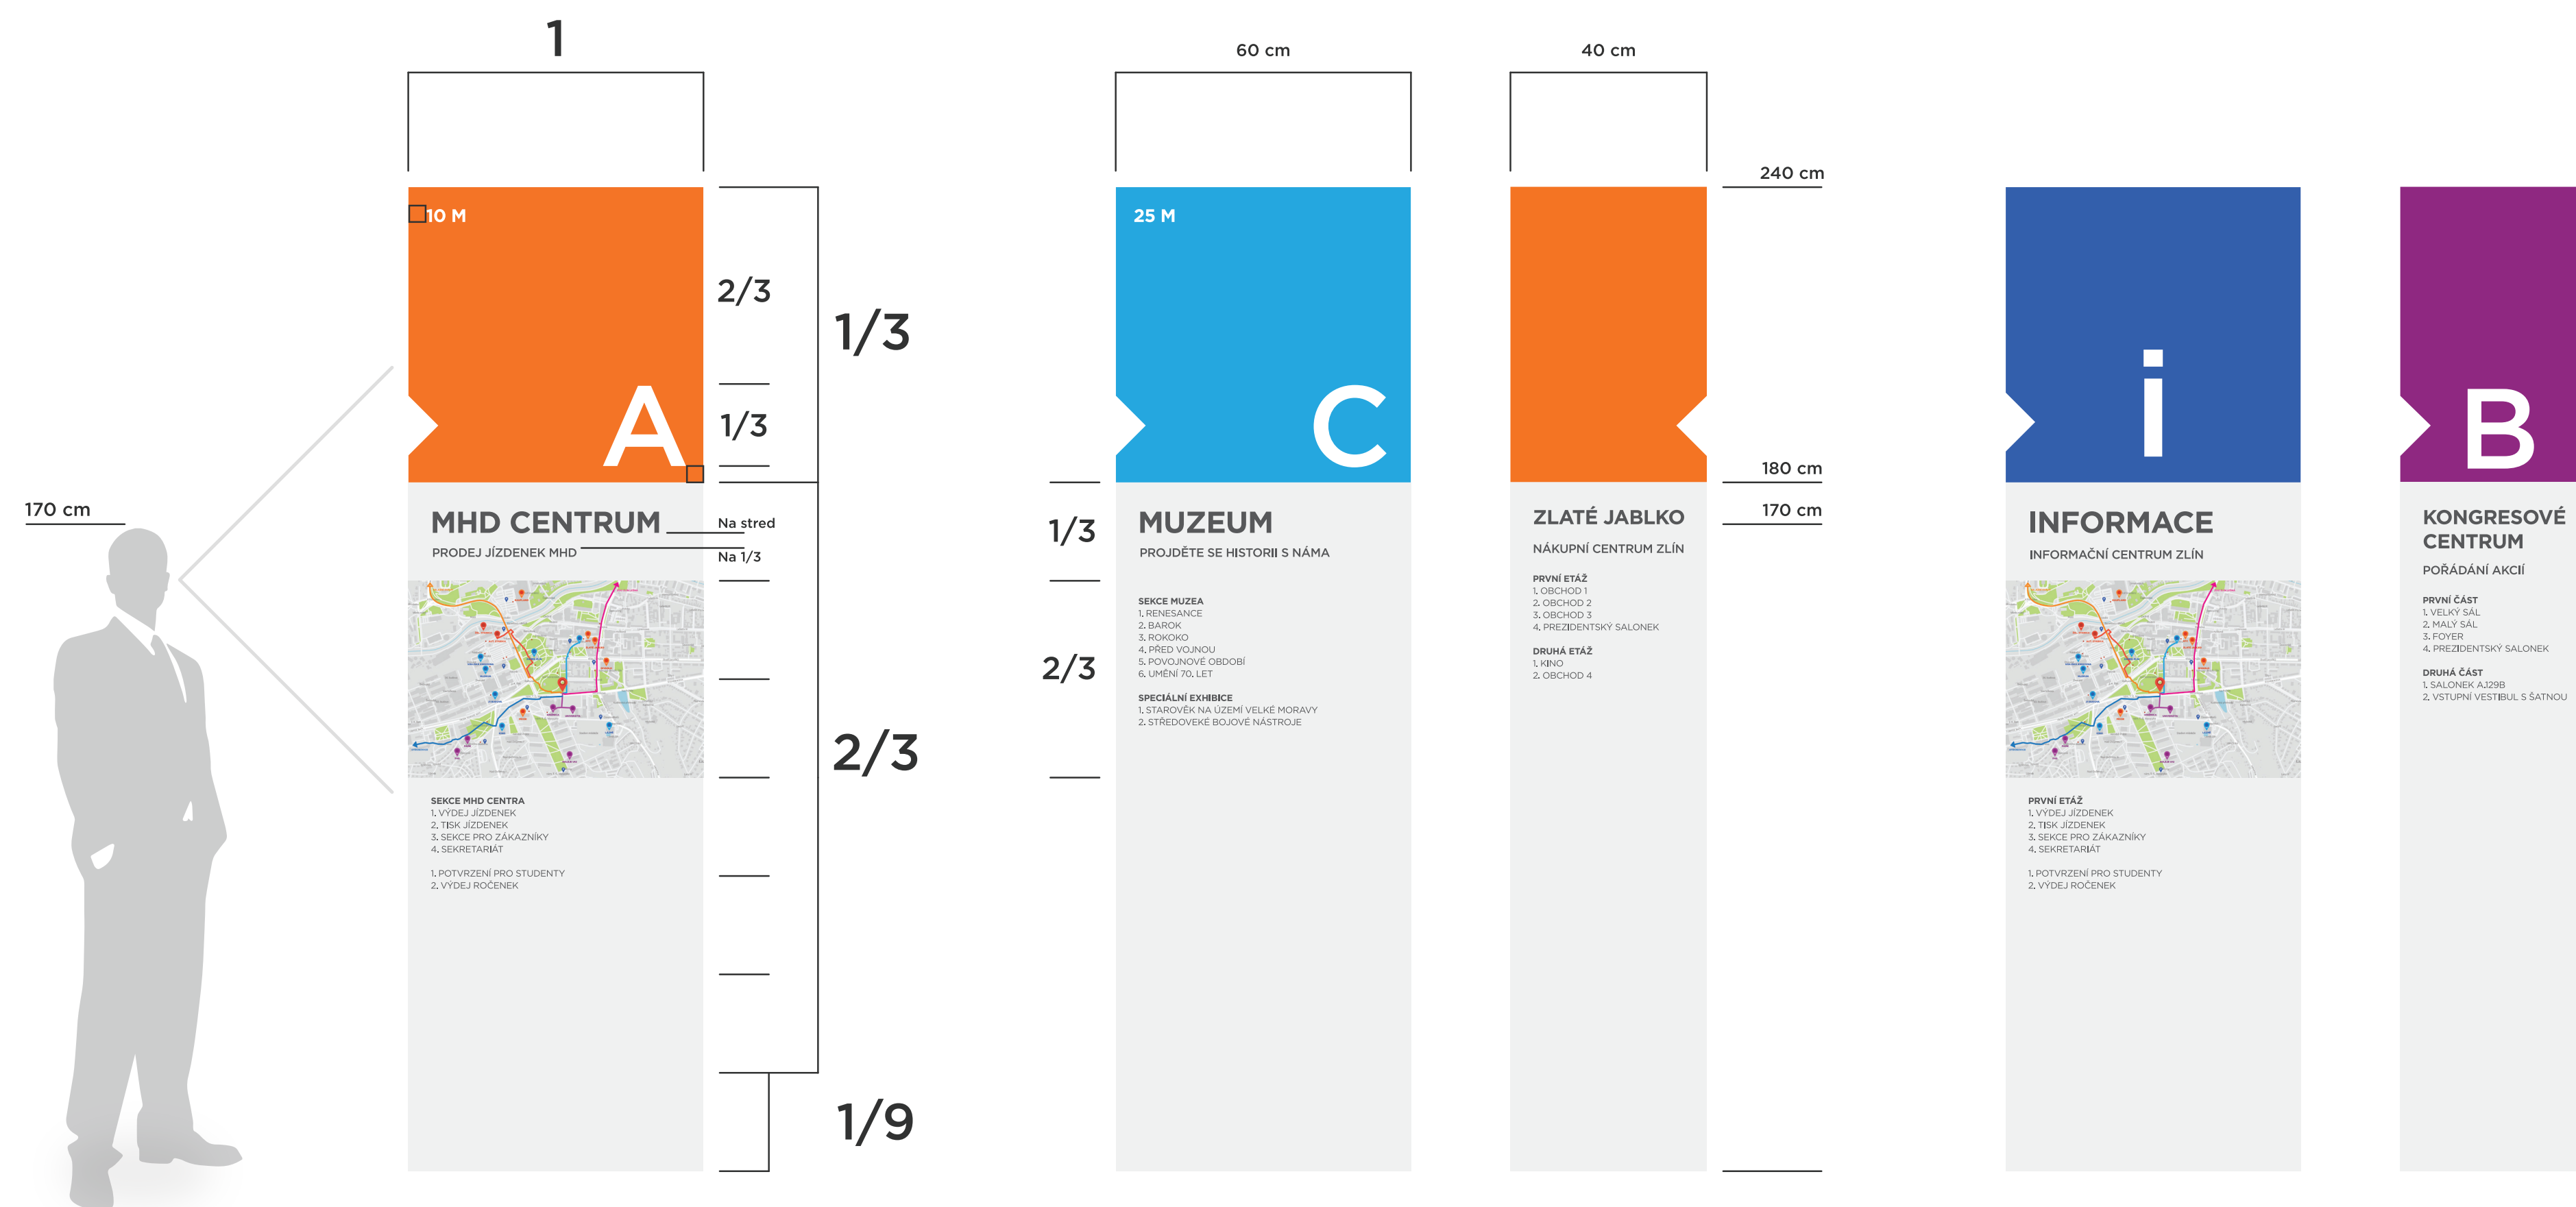 1
60 cm
40 cm
240 cm
10 M
25 M
2/3
1/3
1/3
A
C
i
B
180 cm
170 cm
170 cm
MHD CENTRUM
Na stred
PRODEJ JÍZDENEK MHD
Na 1/3
SEKCE MHD CENTRA
1. VÝDEJ JÍZDENEK
2. TISK JÍZDENEK
3. SEKCE PRO ZÁKAZNÍKY
4. SEKRETARIÁT
1. POTVRZENÍ PRO STUDENTY
2. VÝDEJ ROČENEK
2/3
1/9
1/3
2/3
MUZEUM
PROJDĚTE SE HISTORII S NÁMA
SEKCE MUZEA
1. RENESANCE
2. BAROK
3. ROKOKO
4. PŘED VOJNOU
5. POVOJNOVÉ OBDOBÍ
6. UMĚNÍ 70. LET
SPECIÁLNÍ EXHIBICE
1. STAROVĚK NA ÚZEMÍ VELKÉ MORAVY
2. STŘEDOVEKÉ BOJOVÉ NÁSTROJE
ZLATÉ JABLKO
NÁKUPNÍ CENTRUM ZLÍN
PRVNÍ ETÁŽ
1. OBCHOD 1
2. OBCHOD 2
3. OBCHOD 3
4. PREZIDENTSKÝ SALONEK
DRUHÁ ETÁŽ
1. KINO
2. OBCHOD 4
INFORMACE
INFORMAČNÍ CENTRUM ZLÍN
PRVNÍ ETÁŽ
1. VÝDEJ JÍZDENEK
2. TISK JÍZDENEK
3. SEKCE PRO ZÁKAZNÍKY
4. SEKRETARIÁT
1. POTVRZENÍ PRO STUDENTY
2. VÝDEJ ROČENEK
KONGRESOVÉ
CENTRUM
POŘÁDÁNÍ AKCIÍ
PRVNÍ ČÁST
1. VELKÝ SÁL
2. MALÝ SÁL
3. FOYER
4. PREZIDENTSKÝ SALONEK
DRUHÁ ČÁST
1. SALONEK AJ29B
2. VSTUPNÍ VESTIBUL S ŠATNOU